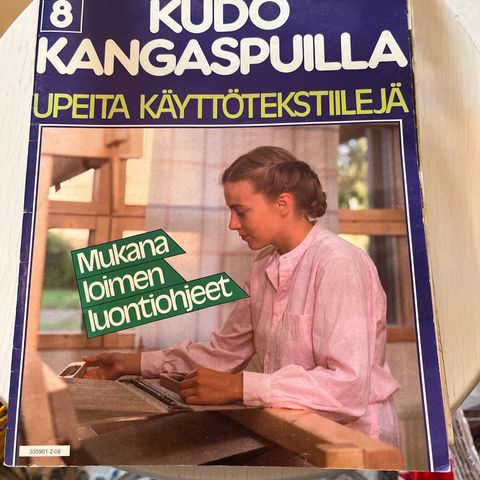 8
KUDO
KANGASPUILLA
UPEITA KÄYTTÖTEKSTIILEJÄ
Mukana
loimen
luontiohjeet
335901-2-08